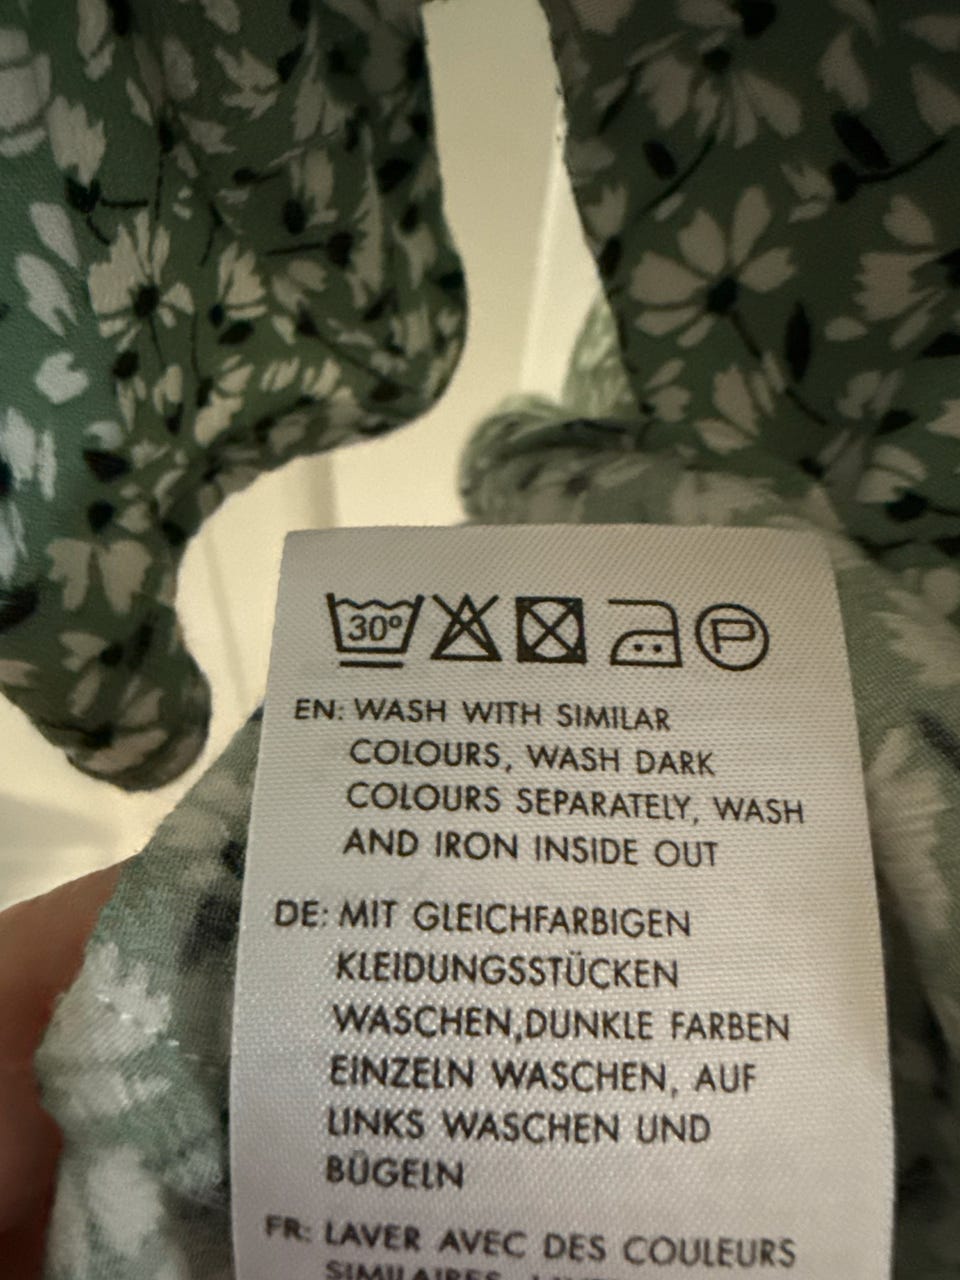 30° P
EN: WASH WITH SIMILAR
COLOURS, WASH DARK
COLOURS SEPARATELY, WASH
AND IRON INSIDE OUT
DE: MIT GLEICHFARBIGEN
KLEIDUNGSSTÜCKEN
WASCHEN,DUNKLE FARBEN
EINZELN WASCHEN, AUF
LINKS WASCHEN UND
BÜGELN
FR: LAVER AVEC DES COULEURS
SIMILAIRES,